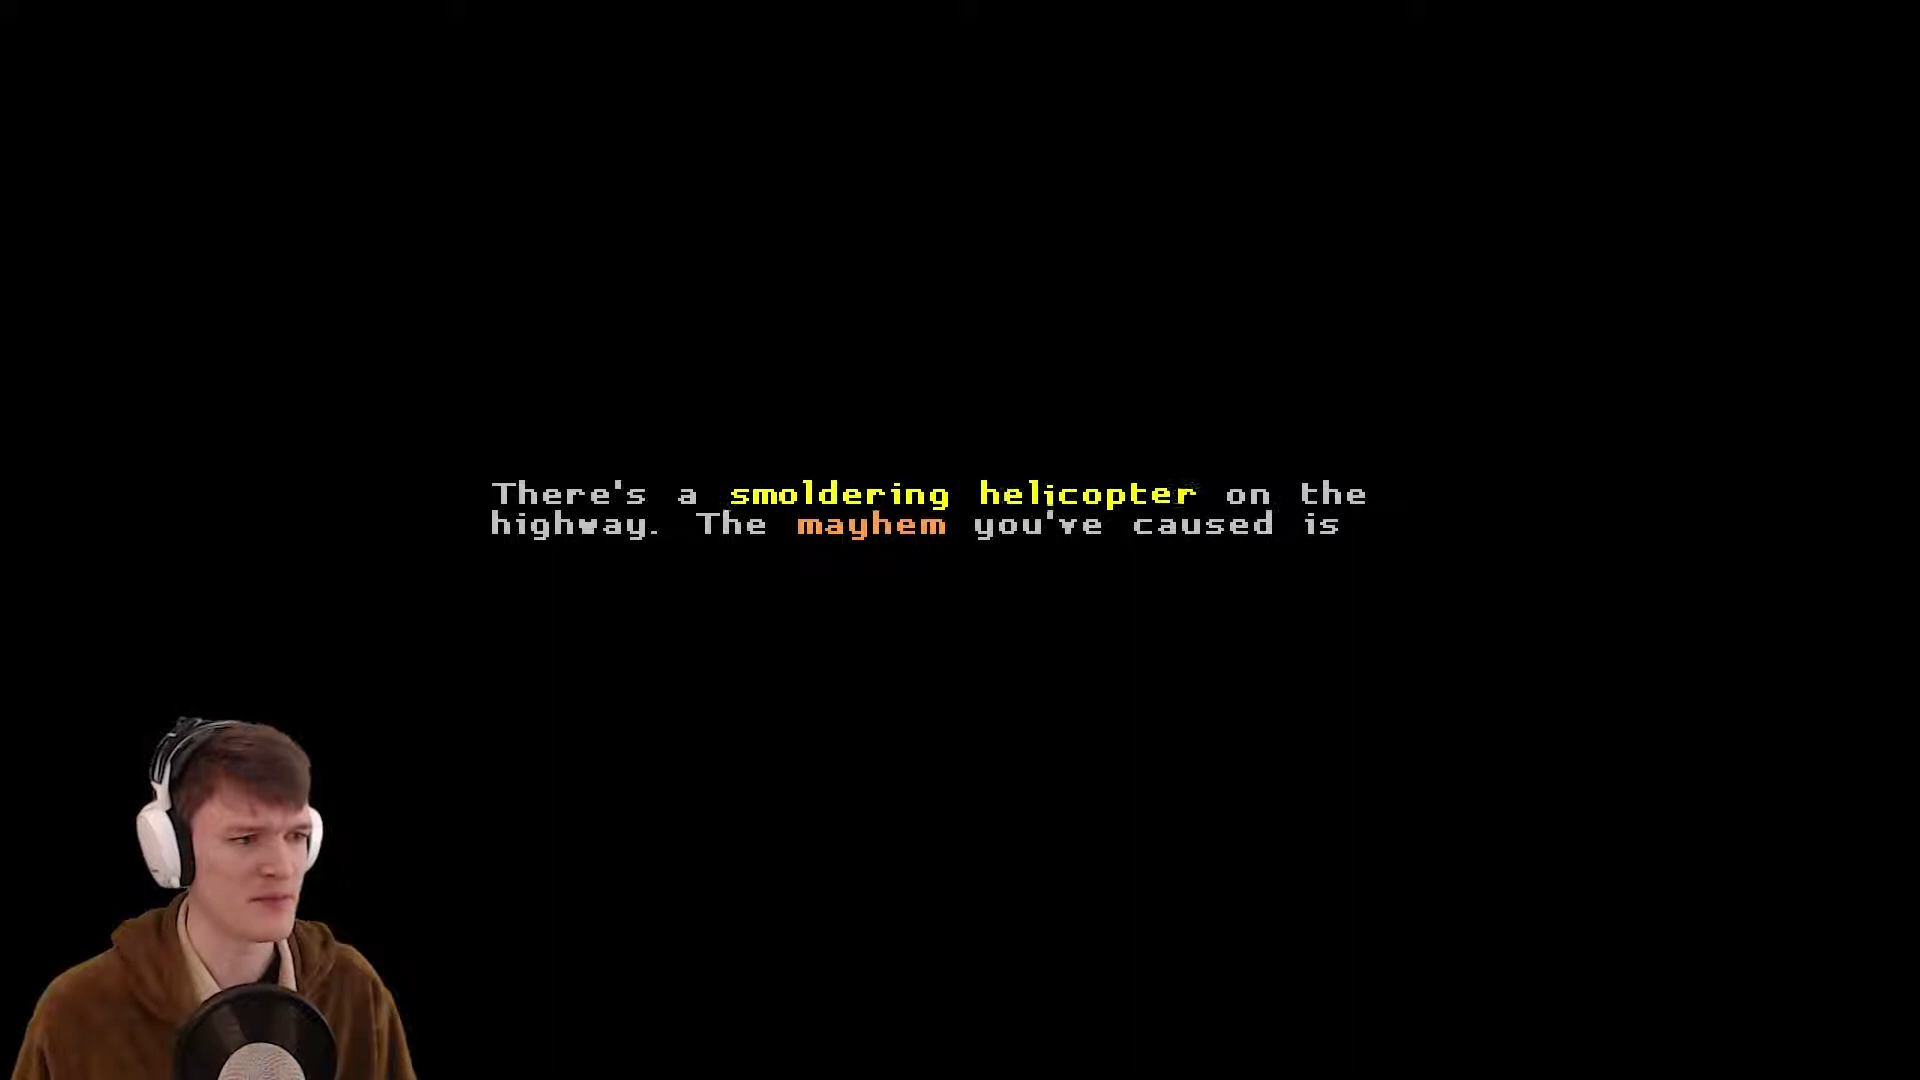 There's a smoldering helicopter on the
highway. The mayhem you've caused is